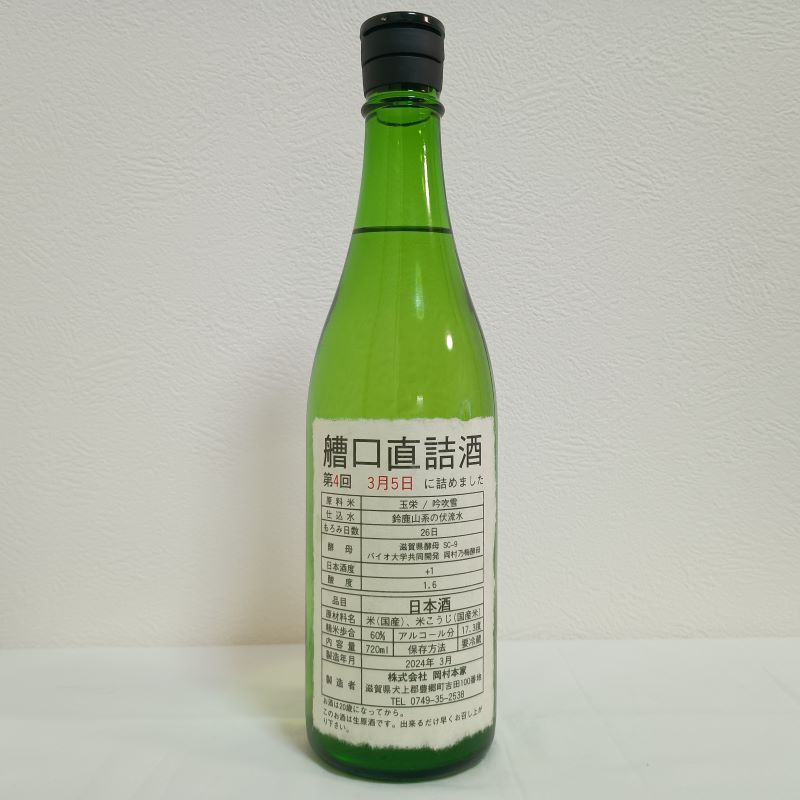 艚口直詰酒
第4回 3月5日 に詰めました
原料米 玉栄 / 吟吹雪
仕込水 鈴鹿山系の伏流水
もろみ日数 26日
酵母 滋賀県酵母 SC-9
バイオ大学共同開発 岡村乃梅酵母
日本酒度 +1
酸度 1.6
品目 日本酒
原材料名 米(国産)、米こうじ(国産米)
精米歩合 60% アルコール分 17.3度
内容量 720ml 保存方法 要冷蔵
製造年月 2024年 3月
製造者 株式会社 岡村本家
滋賀県犬上郡豊郷町吉田100番地
TEL 0749-35-2538
お酒は20歳になってから。
このお酒は生原酒です。出来るだけ早くお召し上が
り下さい。